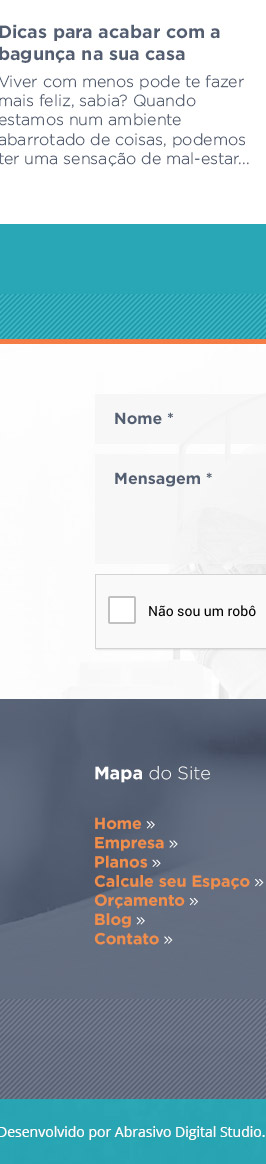 Dicas para acabar com a
bagunça na sua casa
Viver com menos pode te fazer
mais feliz, sabia? Quando
estamos num ambiente
abarrotado de coisas, podemos
ter uma sensação de mal-estar...
Nome *
Mensagem *
Não sou um robô
Mapa do Site
Home »
Empresa »
Planos »
Calcule seu Espaço »
Orçamento »
Blog »
Contato »
Desenvolvido por Abrasivo Digital Studio.